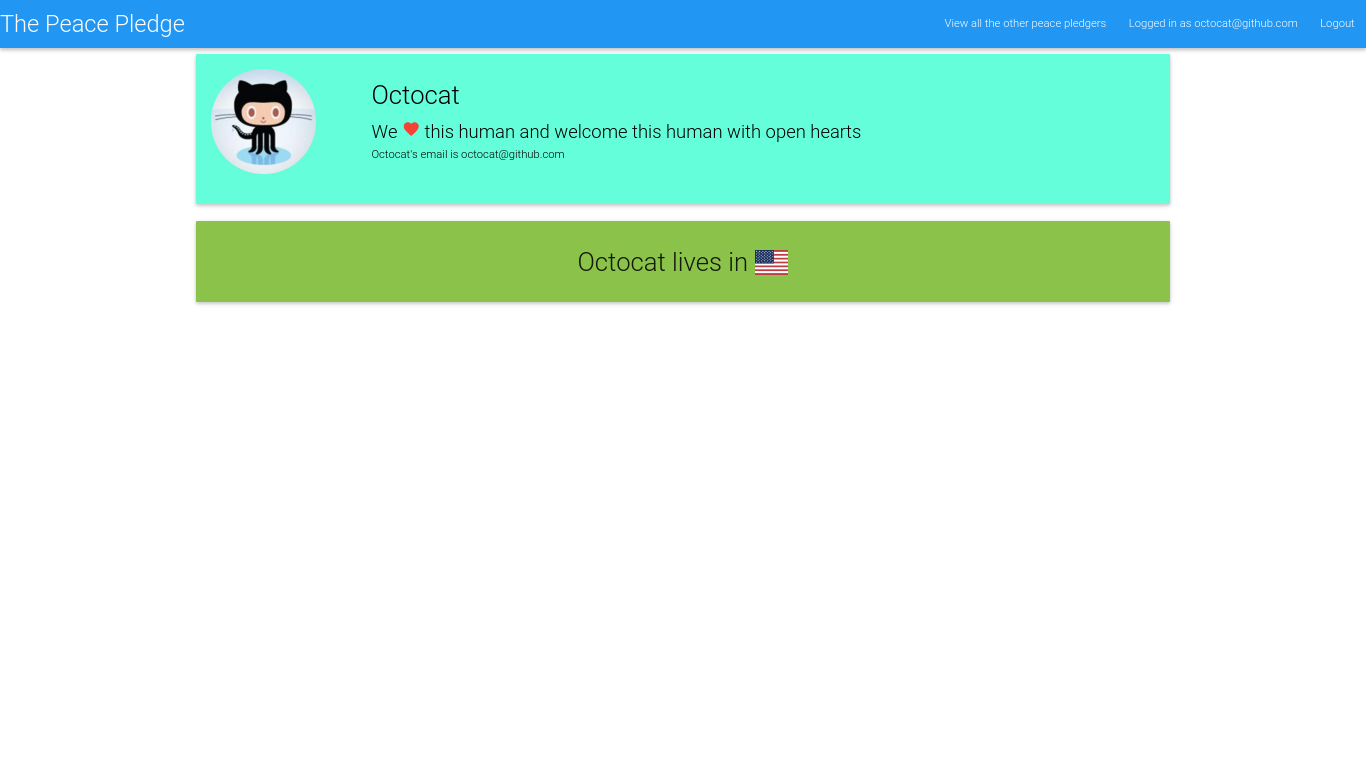 The Peace Pledge
View all the other peace pledgers
Logged in as octocat@github.com
Logout
Octocat
We ❤ this human and welcome this human with open hearts
Octocat's email is octocat@github.com
Octocat lives in